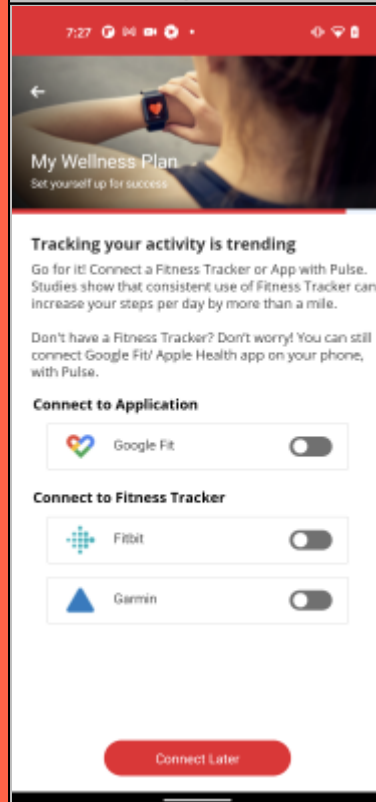 7:27
My Wellness Plan
Set yourself up for success
Tracking your activity is trending
Go for it! Connect a Fitness Tracker or App with Pulse.
Studies show that consistent use of Fitness Tracker can
increase your steps per day by more than a mile.
Don't have a Fitness Tracker? Don't worry! You can still
connect Google Fit/ Apple Health app on your phone,
with Pulse.
Connect to Application
Google Fit
Connect to Fitness Tracker
Fitbit
Garmin
Connect Later